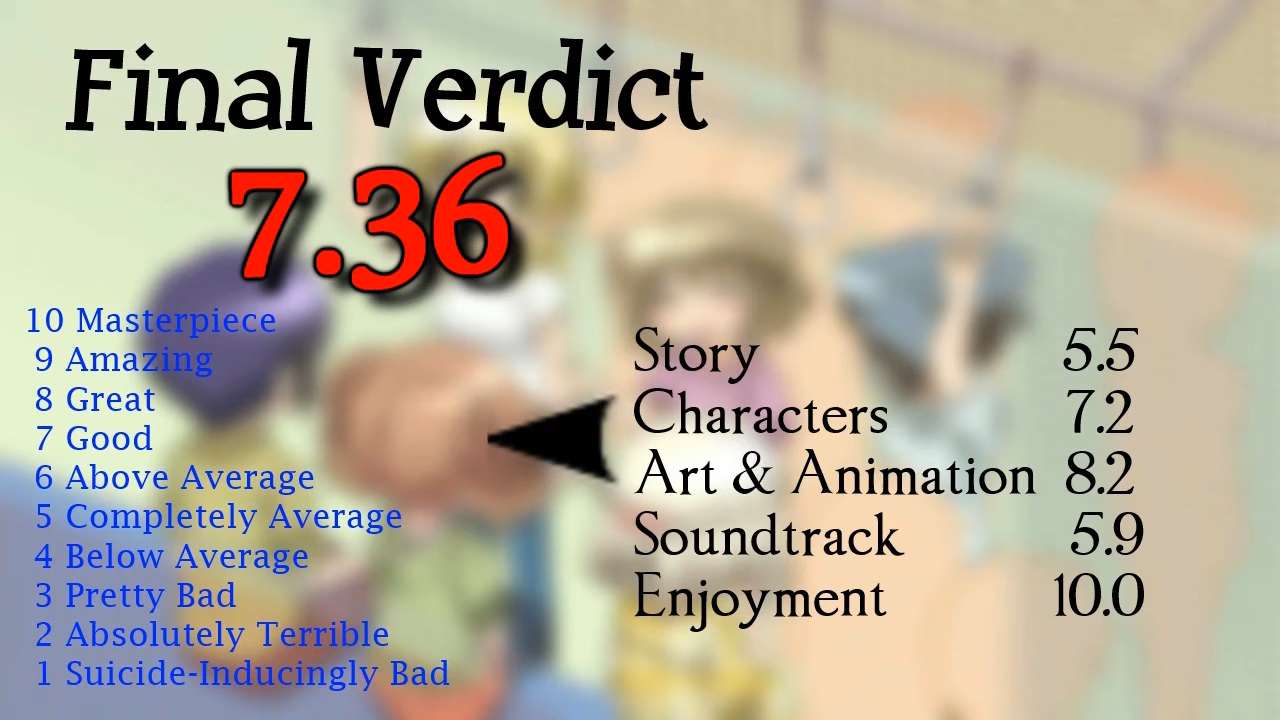 Final Verdict
7.36
10 Masterpiece
9 Amazing
8 Great
7 Good
6 Above Average
5 Completely Average
4 Below Average
3 Pretty Bad
2 Absolutely Terrible
1 Suicide-Inducingly Bad
Story 5.5
Characters 7.2
Art & Animation 8.2
Soundtrack 5.9
Enjoyment 10.0